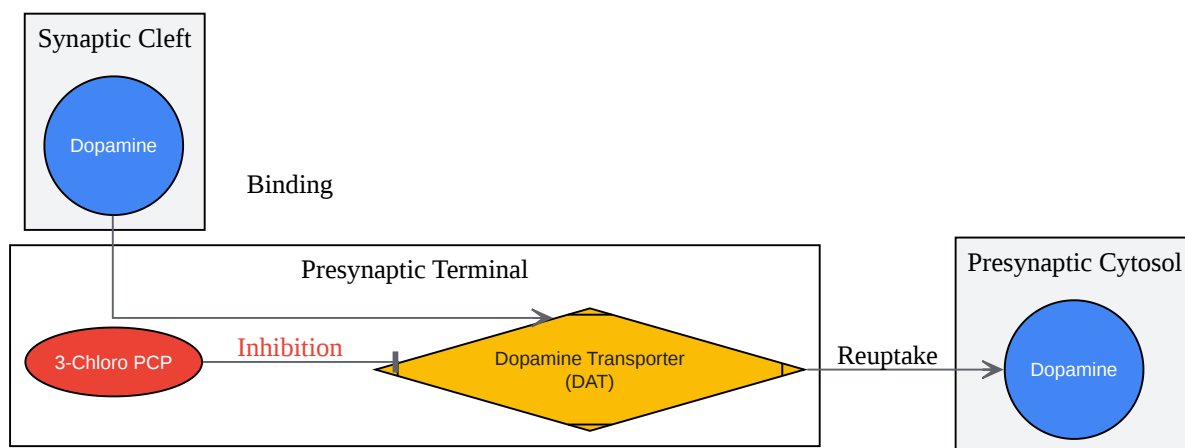 Synaptic Cleft
Dopamine
Binding
Presynaptic Terminal
3-Chloro PCP
Inhibition
Dopamine Transporter
(DAT)
Reuptake
Presynaptic Cytosol
Dopamine